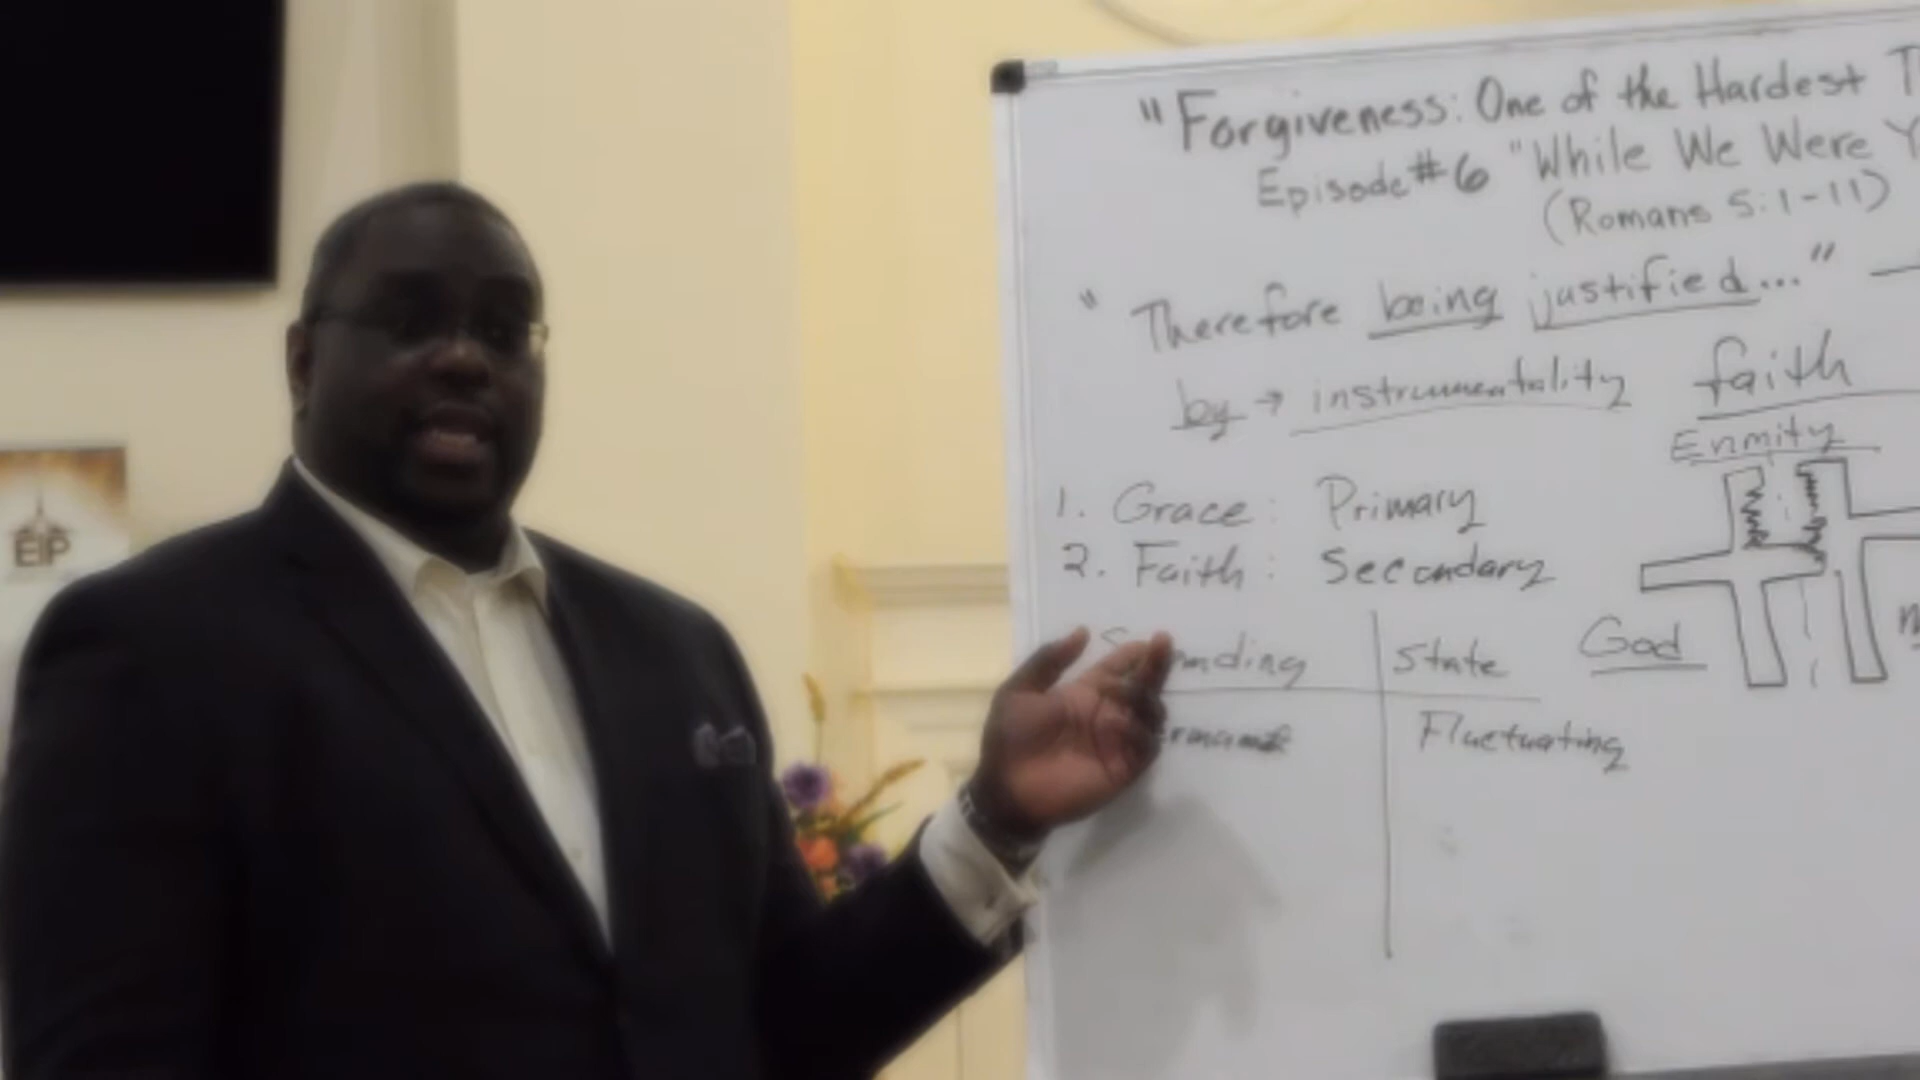 "Forgiveness: One of the Hardest T
Episode #6 "While We Were Y
(Romans 5:1-11)
"Therefore being justified..."
by → instrumentality faith
Enmity
1. Grace: Primary
2. Faith: Secondary
nding State
God
Fluctuating
EIP